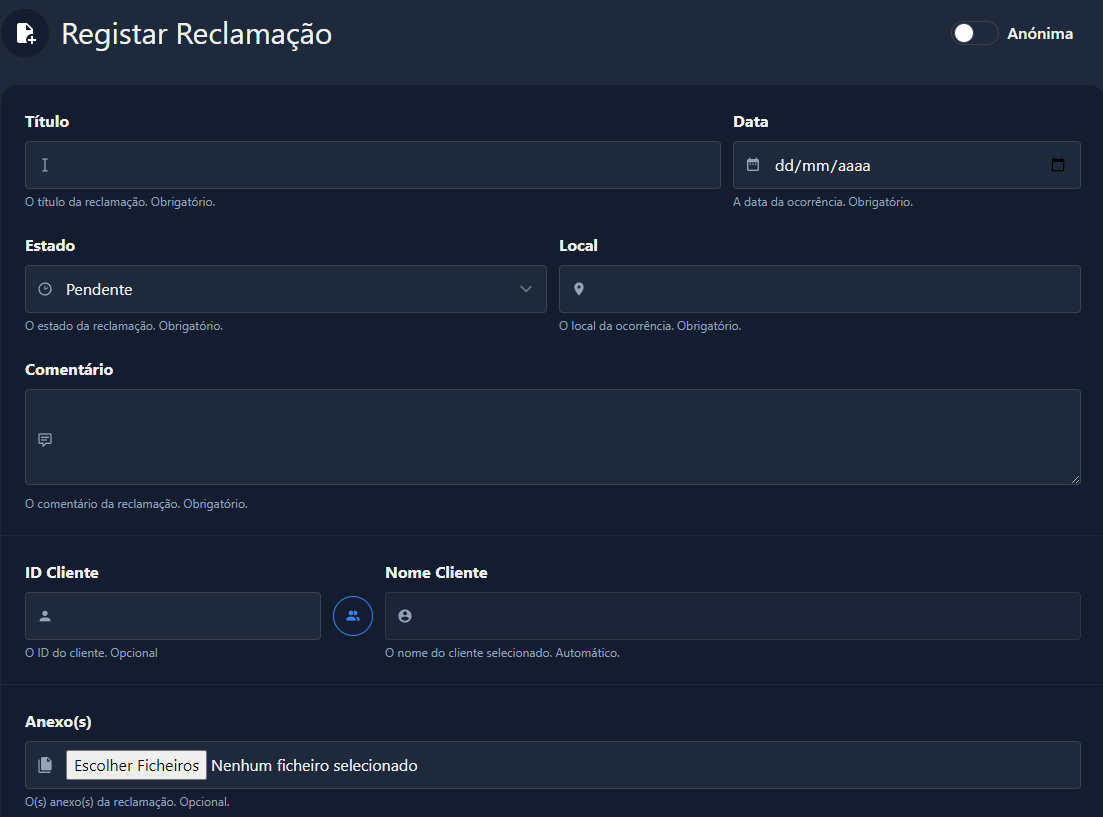 Registar Reclamação
Anónima
Título
Data
dd/mm/aaaa
O título da reclamação. Obrigatório.
A data da ocorrência. Obrigatório.
Estado
Local
Pendente
O estado da reclamação. Obrigatório.
O local da ocorrência. Obrigatório.
Comentário
O comentário da reclamação. Obrigatório.
ID Cliente
Nome Cliente
O ID do cliente. Opcional
O nome do cliente selecionado. Automático.
Anexo(s)
Escolher Ficheiros Nenhum ficheiro selecionado
O(s) anexo(s) da reclamação. Opcional.